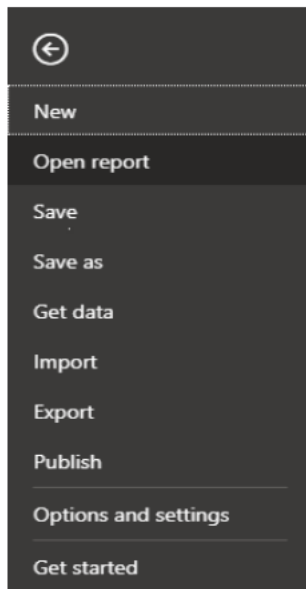 New
Open report
Save
Save as
Get data
Import
Export
Publish
Options and settings
Get started